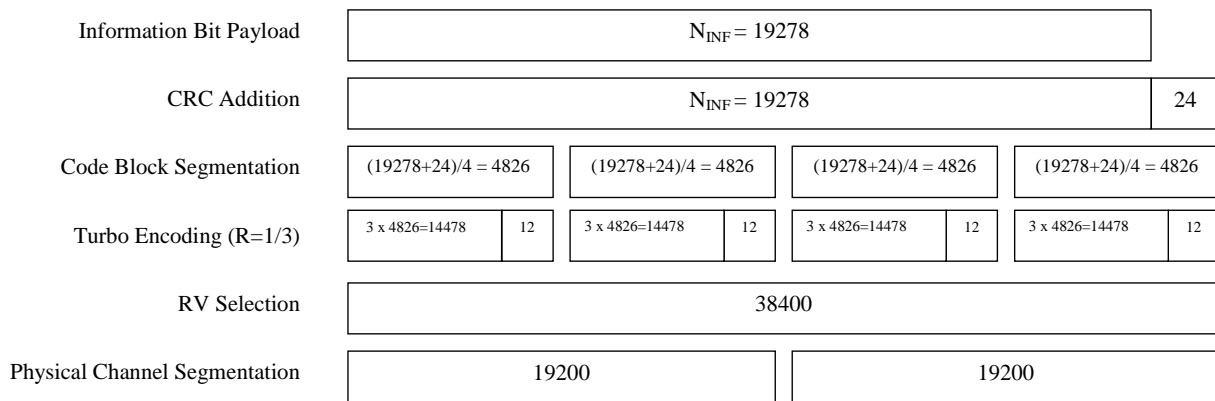 Information Bit Payload N_INF = 19278
CRC Addition N_INF = 19278 24
Code Block Segmentation (19278+24)/4 = 4826 (19278+24)/4 = 4826 (19278+24)/4 = 4826 (19278+24)/4 = 4826
Turbo Encoding (R=1/3) 3 x 4826=14478 12 3 x 4826=14478 12 3 x 4826=14478 12 3 x 4826=14478 12
RV Selection 38400
Physical Channel Segmentation 19200 19200